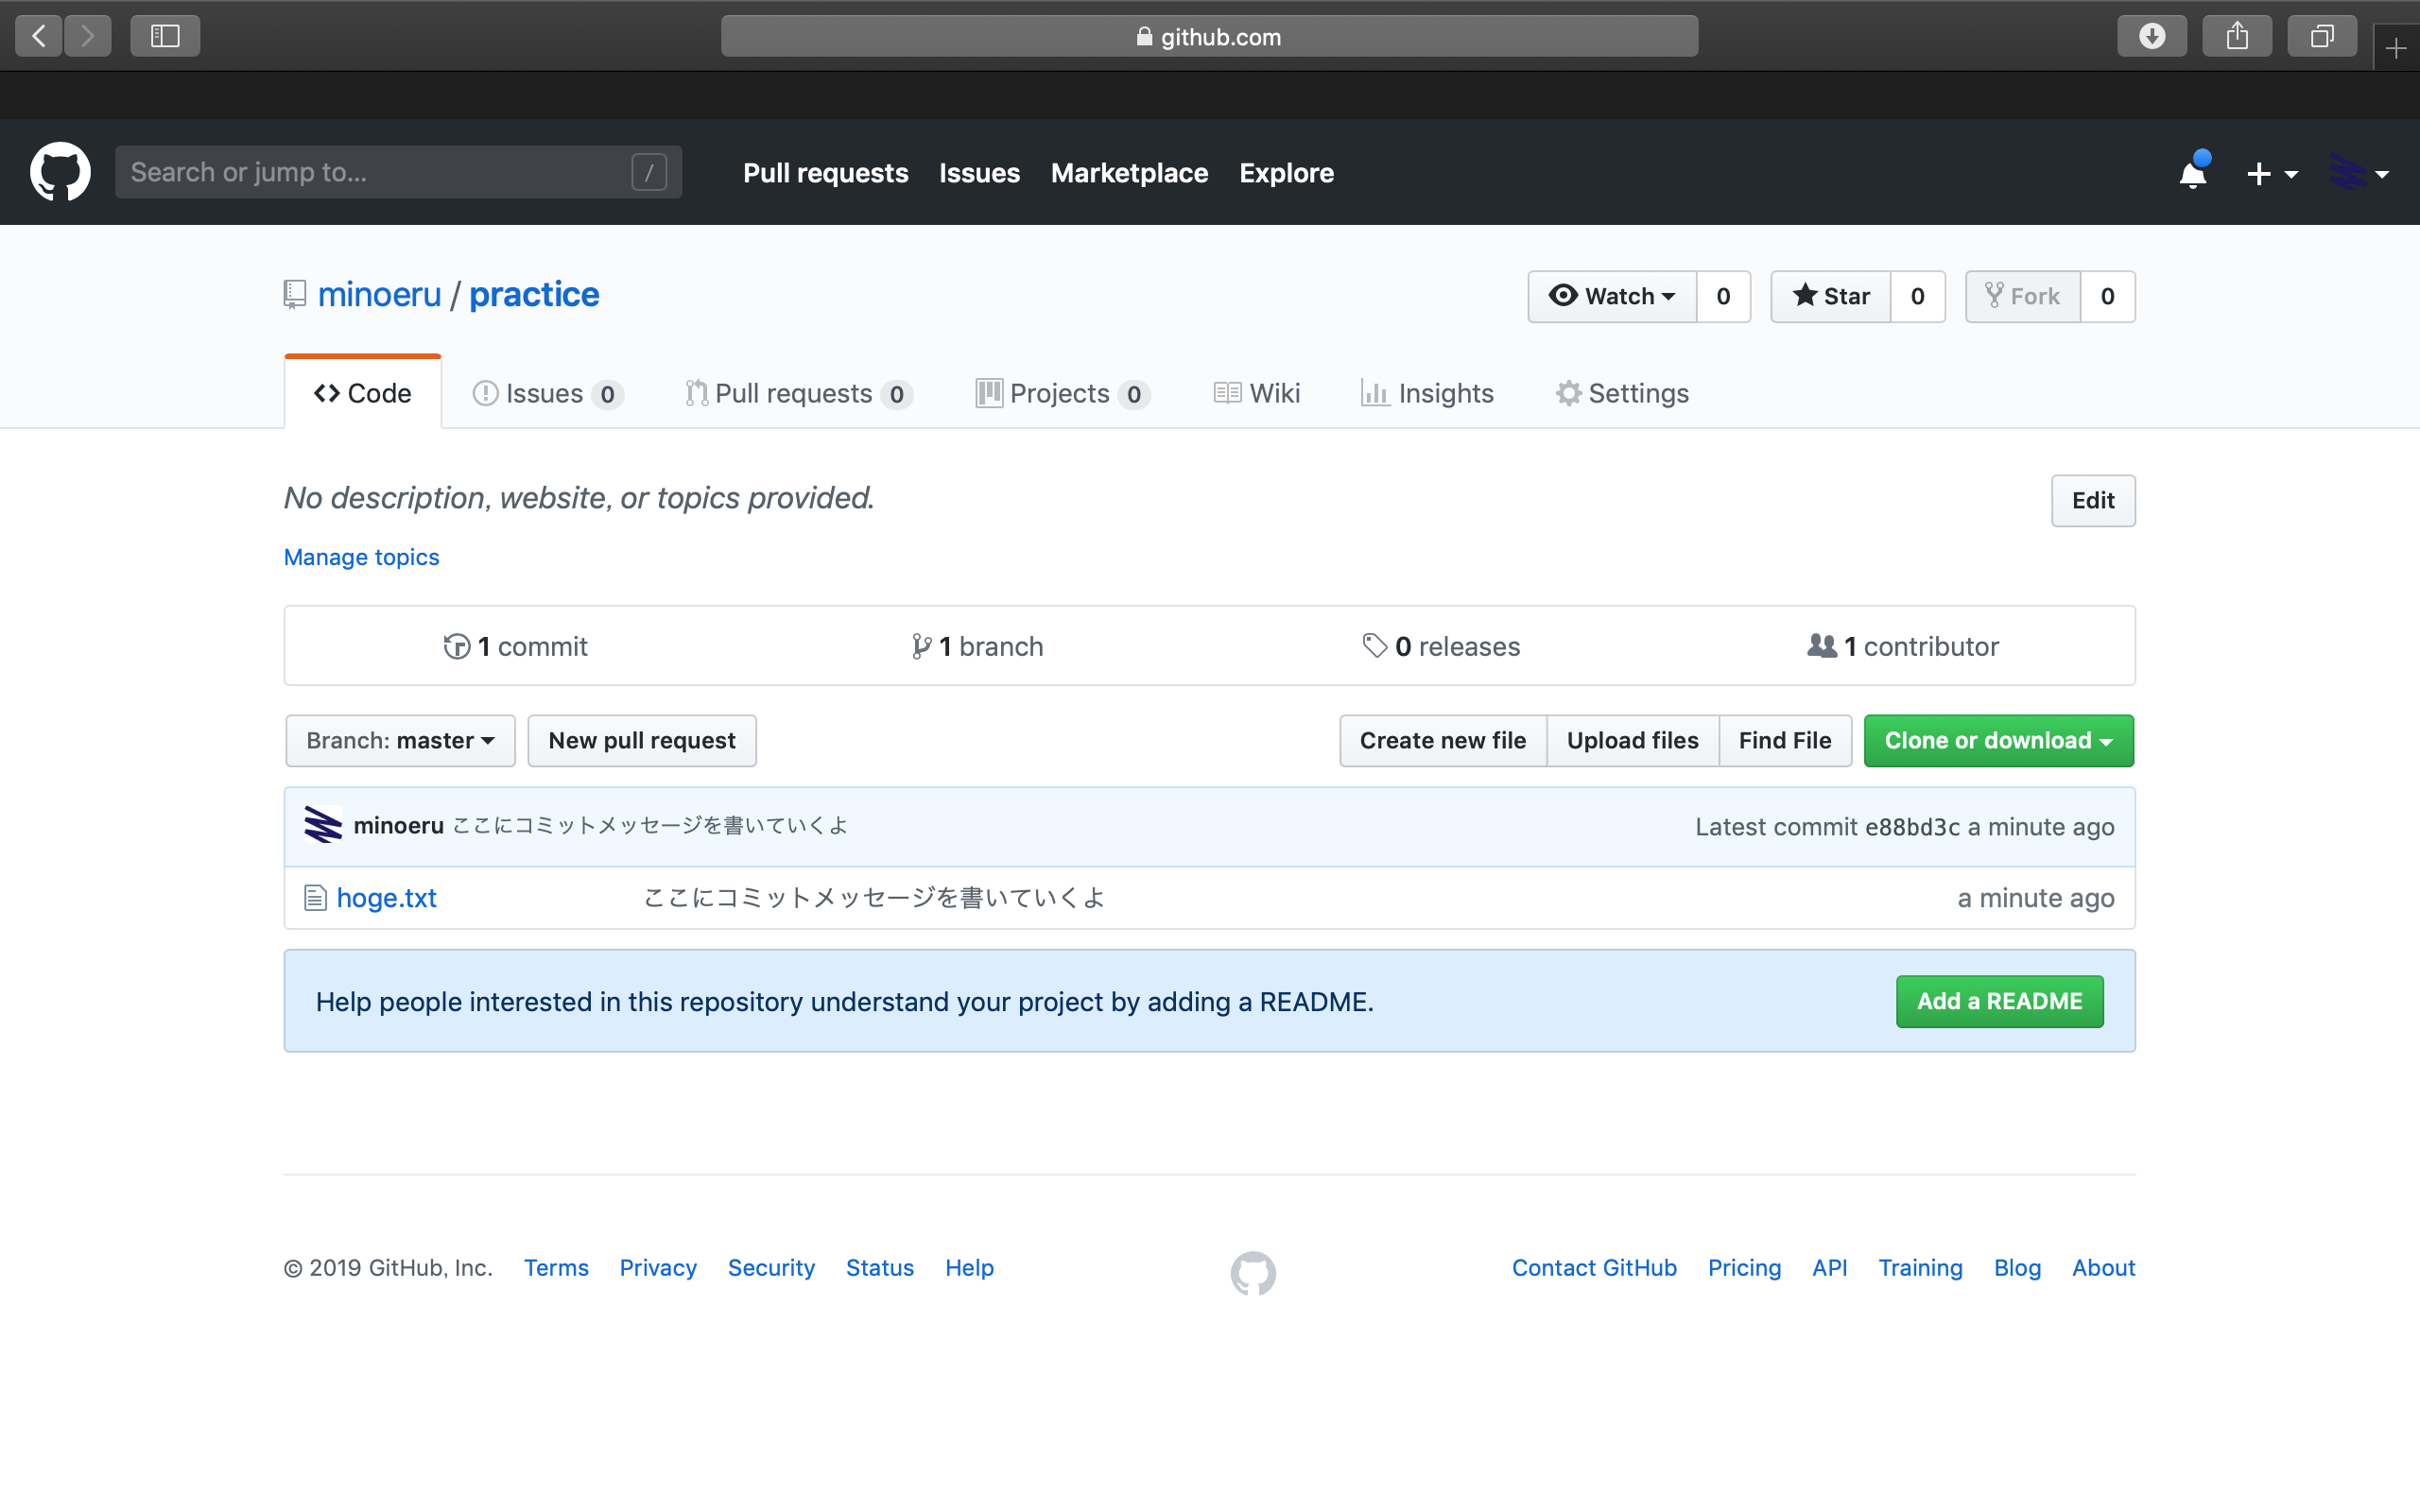 github.com
Search or jump to... /
Pull requests Issues Marketplace Explore
minoeru / practice
Watch 0 Star 0 Fork 0
Code Issues 0 Pull requests 0 Projects 0 Wiki Insights Settings
No description, website, or topics provided.
Edit
Manage topics
1 commit 1 branch 0 releases 1 contributor
Branch: master New pull request Create new file Upload files Find File Clone or download
minoeru ここにコミットメッセージを書いていくよ Latest commit e88bd3c a minute ago
hoge.txt ここにコミットメッセージを書いていくよ a minute ago
Help people interested in this repository understand your project by adding a README. Add a README
© 2019 GitHub, Inc. Terms Privacy Security Status Help Contact GitHub Pricing API Training Blog About